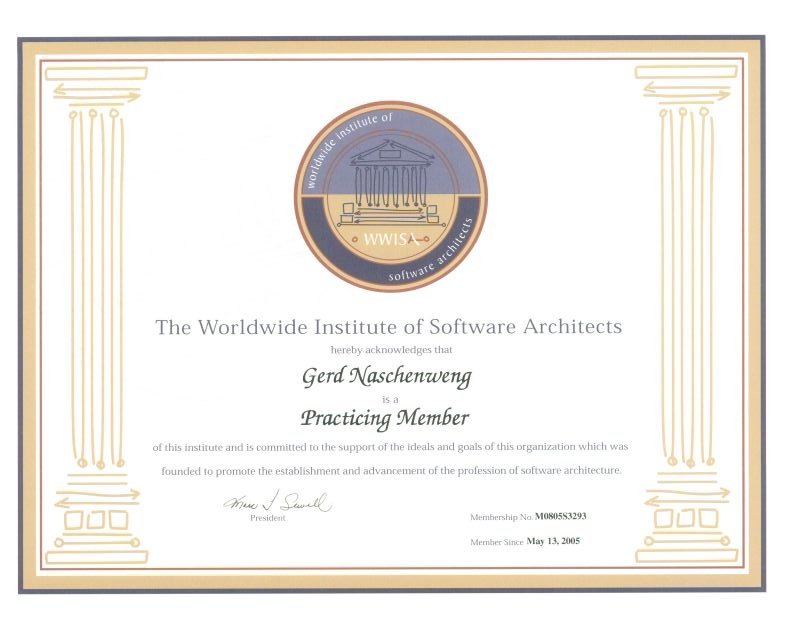 worldwide institute of
WWISA
software architects
The Worldwide Institute of Software Architects
hereby acknowledges that
Gerd Naschenweng
is a
Practicing Member
of this institute and is committed to the support of the ideals and goals of this organization which was
founded to promote the establishment and advancement of the profession of software architecture.
Marc T Sewell
President
Membership No. M0805S3293
Member Since May 13, 2005